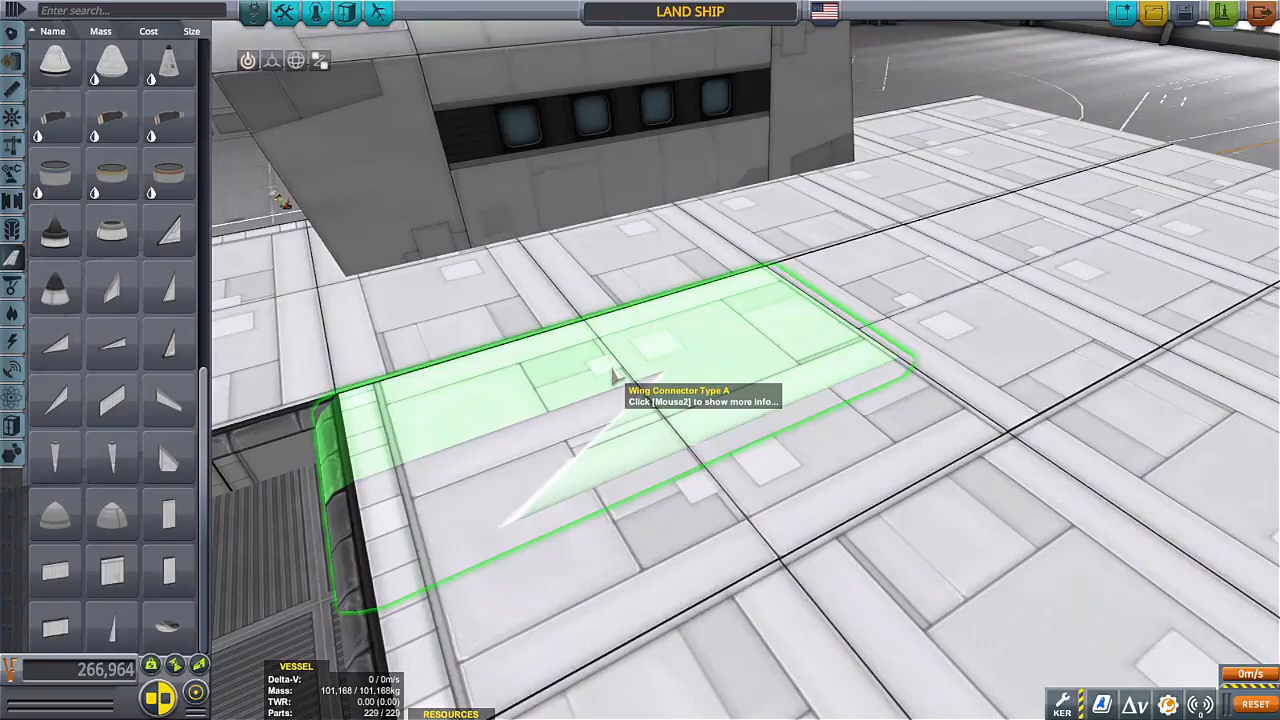 Enter search...
LAND SHIP
Name Mass Cost Size
Wing Connector Type A
Click [Mouse2] to show more info...
266,964
VESSEL
Delta-V: 0 / 0m/s
Mass: 101,168 / 101,168kg
TWR: 0.00 (0.00)
Parts: 229 / 229
RESOURCES
0m/s
KER
Δv
0
RESET